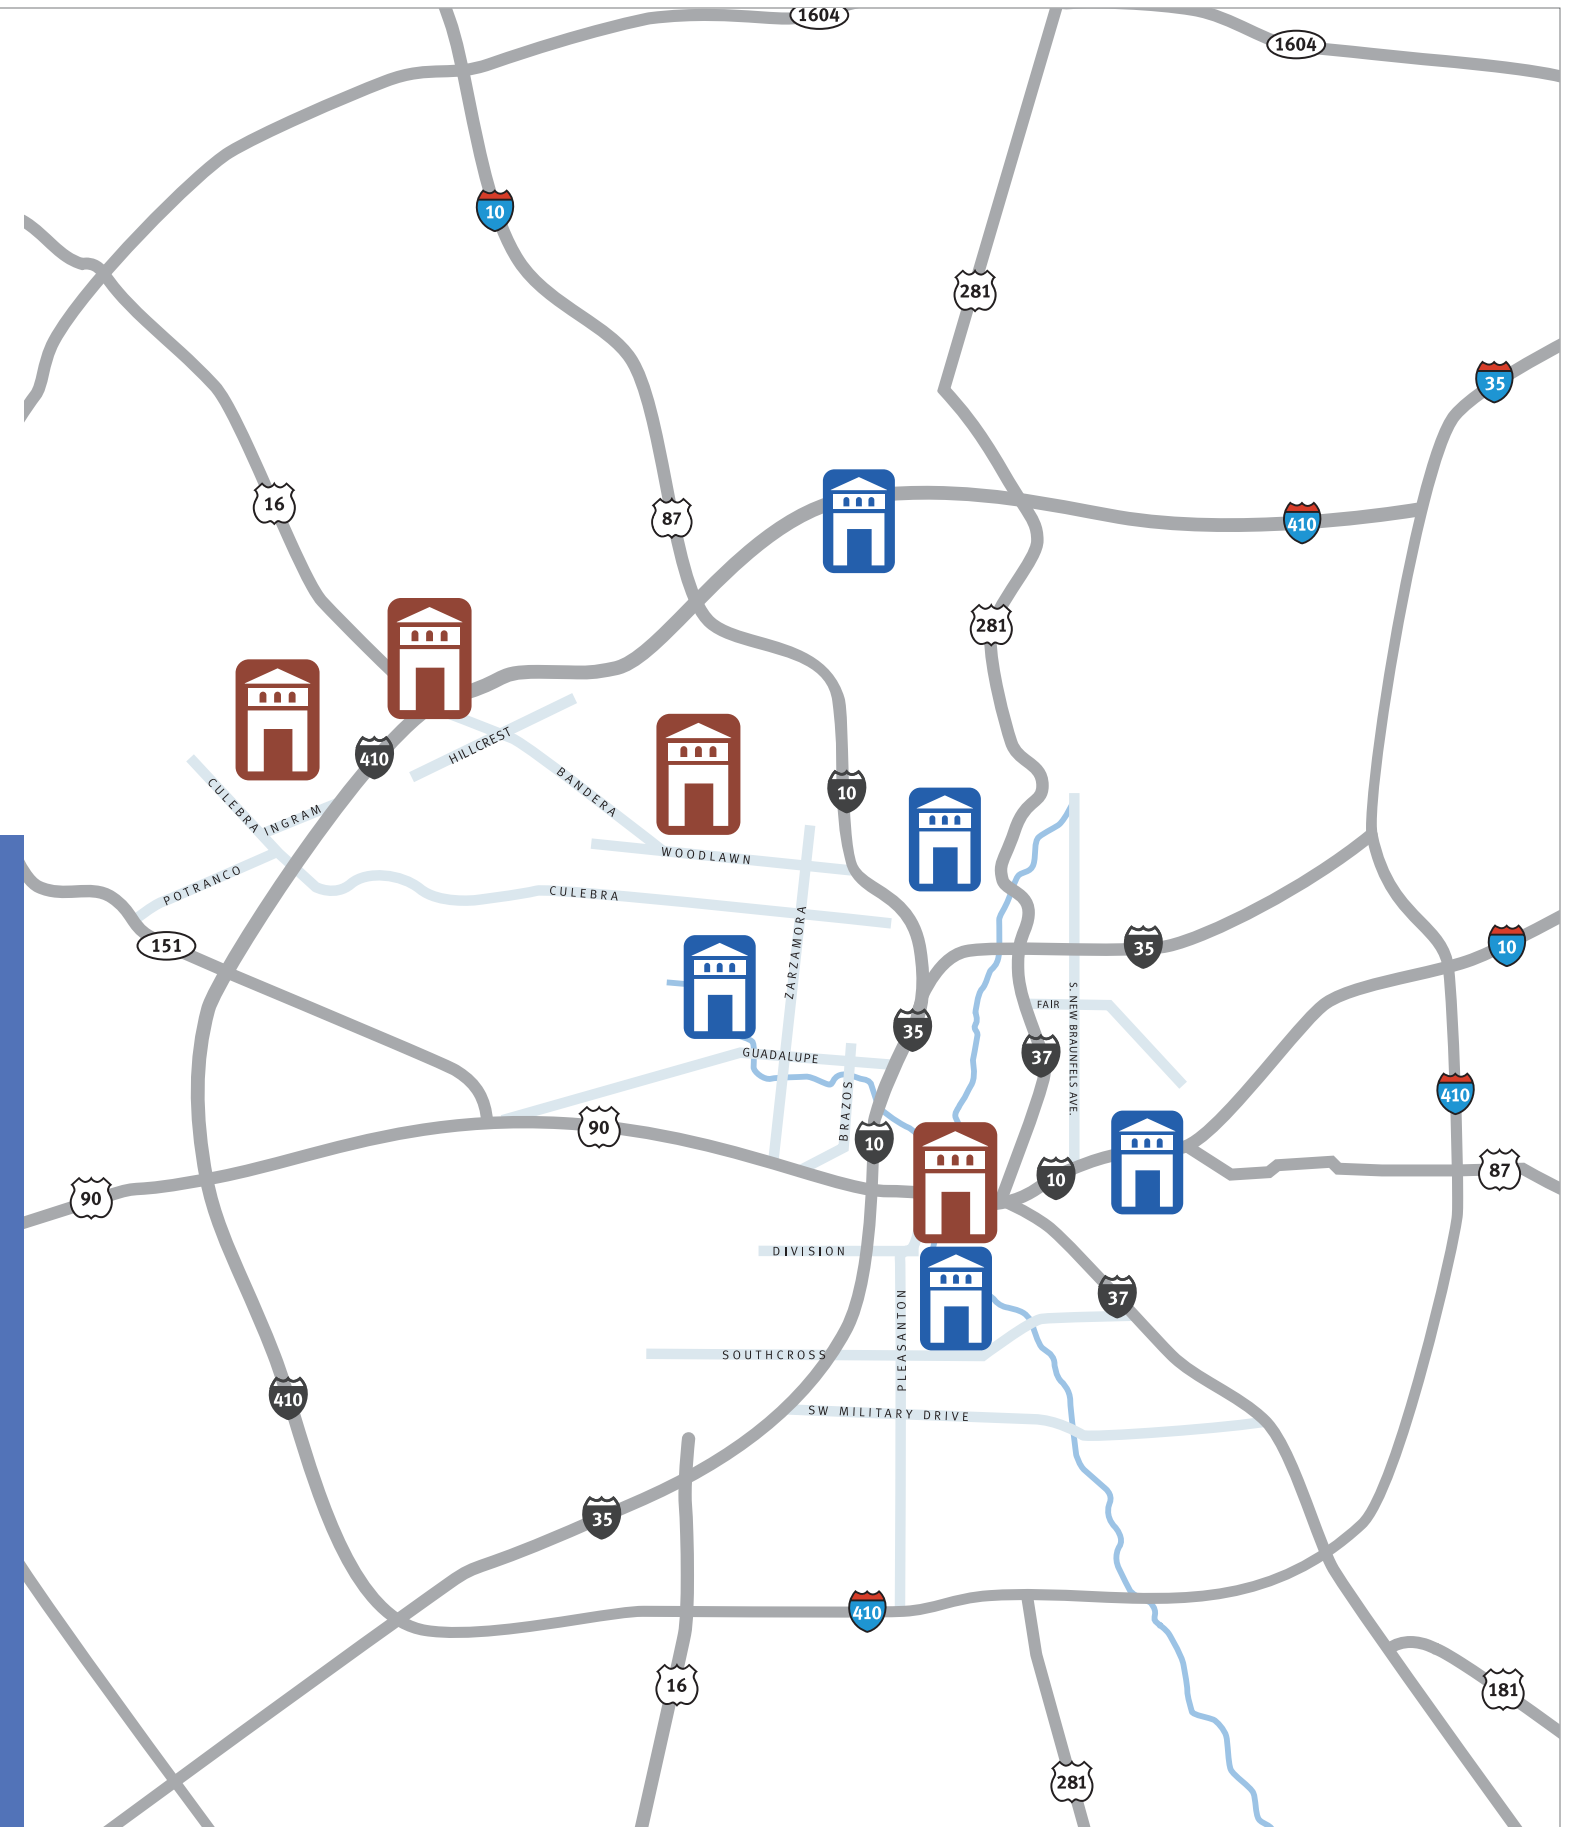 1604
1604
10
281
35
16
87
410
281
410
HILLCREST
BANDERA
CULEBRA
INGRAM
10
WOODLAWN
POTRANCO
CULEBRA
151
ZARZAMORA
35
10
35
FAIR
S. NEW BRAUNFELS AVE.
37
GUADALUPE
BRAZOS
410
90
10
10
87
90
DIVISION
37
PLEASANTON
SOUTHCROSS
410
SW MILITARY DRIVE
35
410
16
181
281